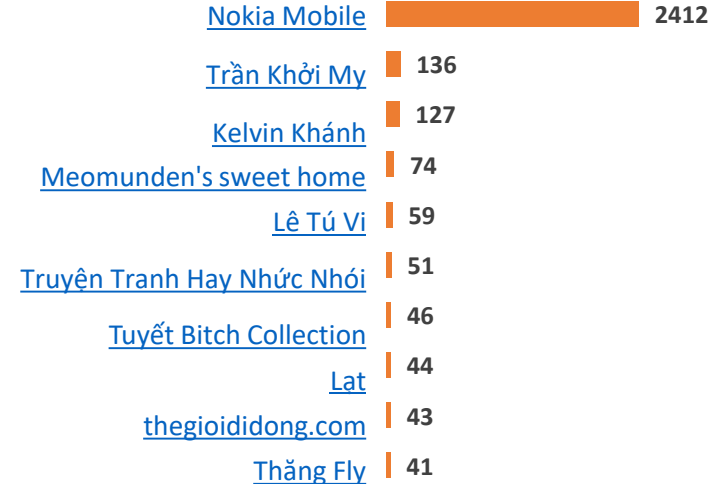 Nokia Mobile 2412
Trần Khởi My 136
Kelvin Khánh 127
Meomunden's sweet home 74
Lê Tú Vi 59
Truyện Tranh Hay Nhức Nhói 51
Tuyết Bitch Collection 46
Lạt 44
thegioididong.com 43
Thăng Fly 41